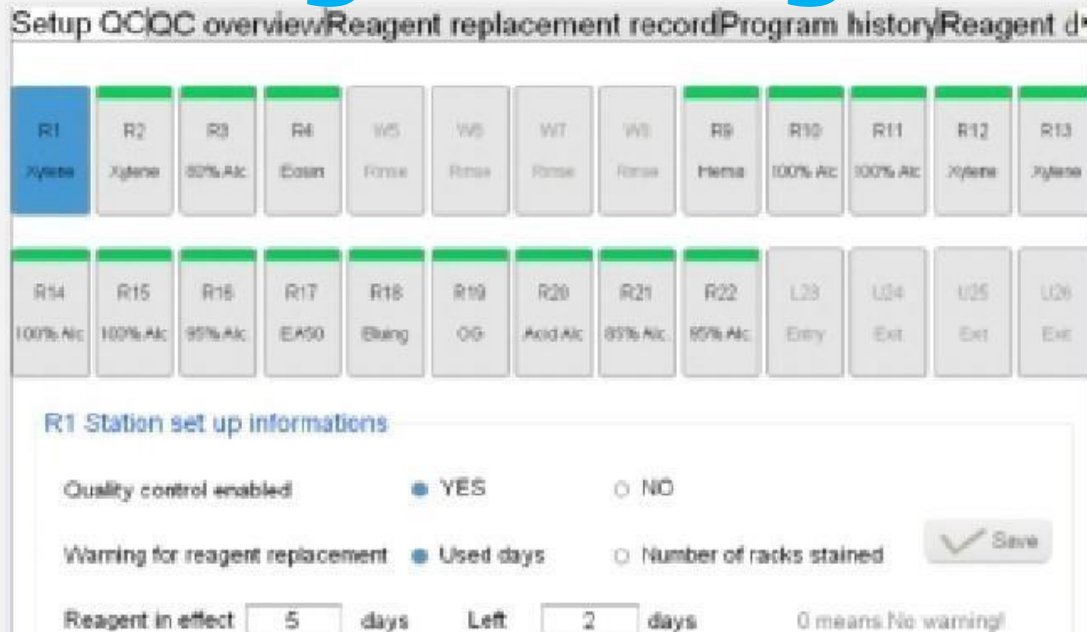 Setup QC QC overview Reagent replacement record Program history Reagent d
R1 R2 R3 R4 W5 W6 W7 W8 R9 R10 R11 R12 R13
Xylene Xylene 80% Alc Eosin Rinse Rinse Rinse Rinse Hema 100% Alc 100% Alc Xylene Xylene
R14 R15 R16 R17 R18 R19 R20 R21 R22 L23 U24 U25 U26
100% Alc 100% Alc 95% Alc EA50 Bluing OG Acid Alc Alc. Alc. Entry Exit Exit Exit
R1 Station set up informations
Quality control enabled YES NO
Warning for reagent replacement Used days Number of racks stained Save
Reagent in effect 5 days Left 2 days 0 means No warning!